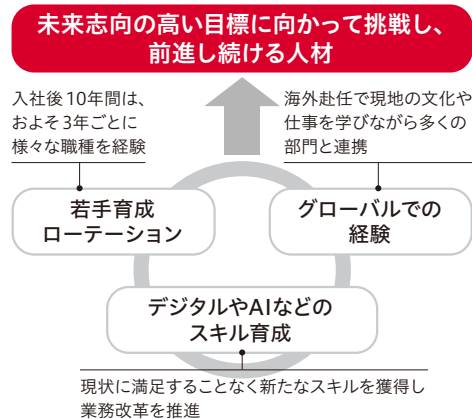 未来志向の高い目標に向かって挑戦し、
前進し続ける人材
入社後10年間は、
およそ3年ごとに
様々な職種を経験
海外赴任で現地の文化や
仕事を学びながら多くの
部門と連携
若手育成
ローテーション
グローバルでの
経験
デジタルやAIなどの
スキル育成
現状に満足することなく新たなスキルを獲得し
業務改革を推進